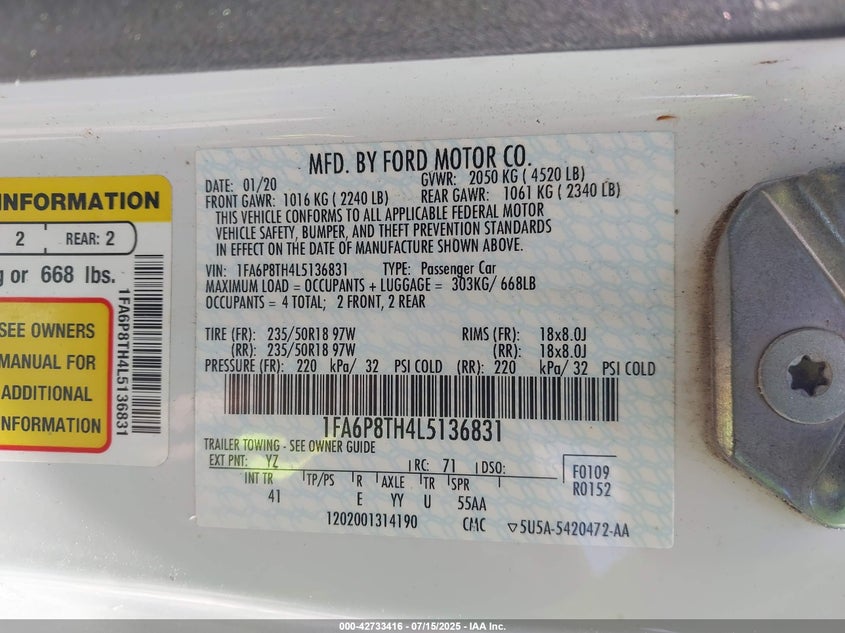 INFORMATION
2 REAR: 2
g or 668 lbs.
SEE OWNERS
MANUAL FOR
ADDITIONAL
INFORMATION
1FA6P8TH4L5136831
MFD. BY FORD MOTOR CO.
DATE: 01/20 GVWR: 2050 KG ( 4520 LB)
FRONT GAWR: 1016 KG ( 2240 LB) REAR GAWR: 1061 KG ( 2340 LB)
THIS VEHICLE CONFORMS TO ALL APPLICABLE FEDERAL MOTOR
VEHICLE SAFETY, BUMPER, AND THEFT PREVENTION STANDARDS
IN EFFECT ON THE DATE OF MANUFACTURE SHOWN ABOVE.
VIN: 1FA6P8TH4L5136831 TYPE: Passenger Car
MAXIMUM LOAD = OCCUPANTS + LUGGAGE = 303KG/ 668LB
OCCUPANTS = 4 TOTAL; 2 FRONT, 2 REAR
TIRE (FR): 235/50R18 97W RIMS (FR): 18x8.0J
(RR): 235/50R18 97W (RR): 18x8.0J
PRESSURE (FR): 220 kPa/ 32 PSI COLD (RR): 220 kPa/ 32 PSI COLD
1FA6P8TH4L5136831
TRAILER TOWING - SEE OWNER GUIDE
EXT PNT: YZ RC: 71 DSO: F0109
R0152
INT TR TP/PS R AXLE TR SPR
41 E YY U 55AA
1202001314190 CMC ▽5U5A-5420472-AA
000-42733416 - 07/15/2025 - IAA Inc.